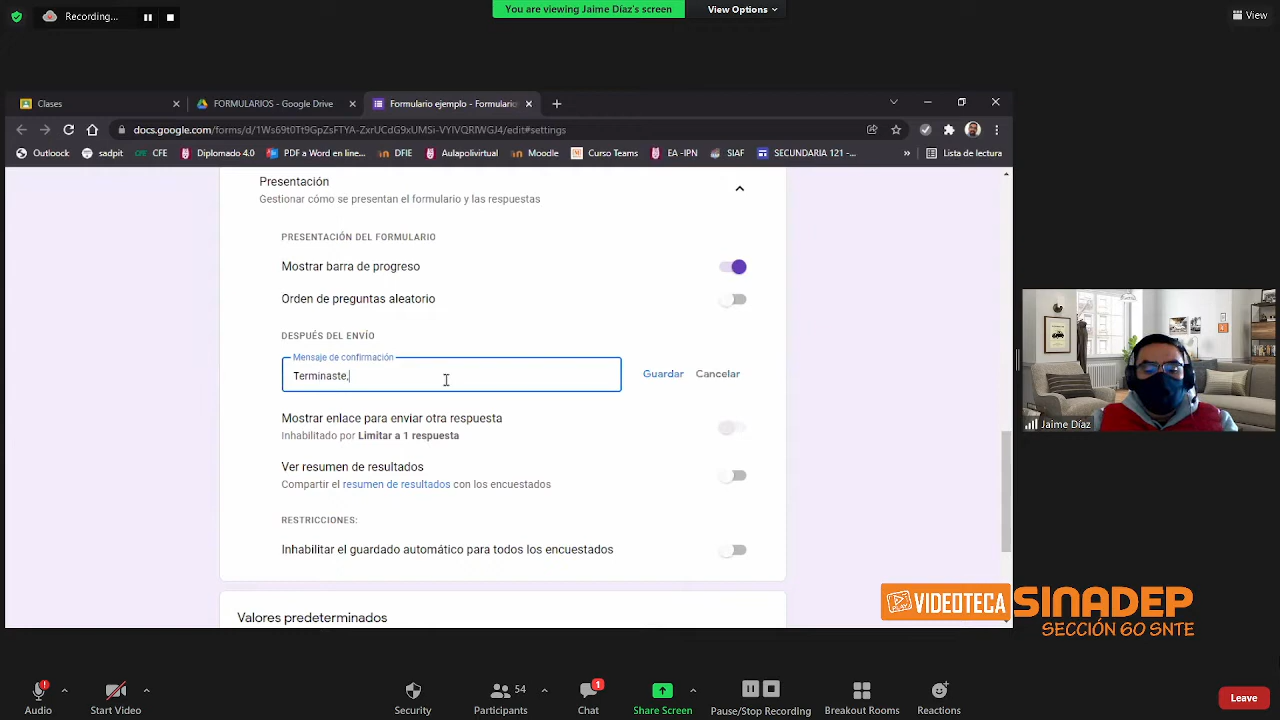 Recording...
You are viewing Jaime Díaz's screen
View Options
View
Clases
FORMULARIOS - Google Drive
Formulario ejemplo - Formulario
docs.google.com/forms/d/1Ws69t0Tt9GpZsFTYA-ZxrUCdG9xUMSi-VYlVQRlWGJ4/edit#settings
Outloock
sadpit
CFE
Diplomado 4.0
PDF a Word en line...
DFIE
Aulapolivirtual
Moodle
Curso Teams
EA -IPN
SIAF
SECUNDARIA 121 -...
Lista de lectura
Presentación
Gestionar cómo se presentan el formulario y las respuestas
PRESENTACIÓN DEL FORMULARIO
Mostrar barra de progreso
Orden de preguntas aleatorio
DESPUÉS DEL ENVÍO
Mensaje de confirmación
Terminaste,
Guardar
Cancelar
Mostrar enlace para enviar otra respuesta
Inhabilitado por Limitar a 1 respuesta
Ver resumen de resultados
Compartir el resumen de resultados con los encuestados
RESTRICCIONES:
Inhabilitar el guardado automático para todos los encuestados
Valores predeterminados
Jaime Díaz
VIDEOTECA
SINADEP
SECCIÓN 60 SNTE
Audio
Start Video
Security
54
Participants
1
Chat
Share Screen
Pause/Stop Recording
Breakout Rooms
Reactions
Leave